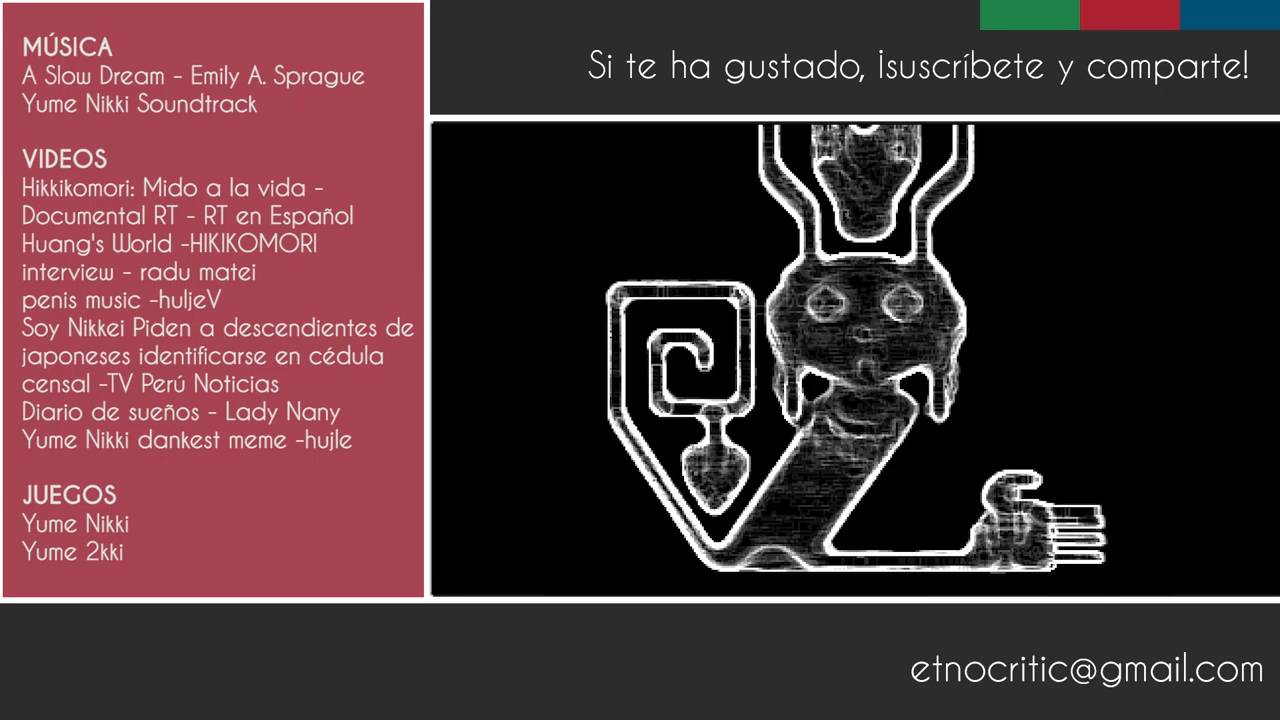 MÚSICA
A Slow Dream - Emily A. Sprague
Yume Nikki Soundtrack
VIDEOS
Hikkikomori: Mido a la vida -
Documental RT - RT en Español
Huang's World -HIKIKOMORI
interview - radu matei
penis music -huljeV
Soy Nikkei Piden a descendientes de
japoneses identificarse en cédula
censal -TV Perú Noticias
Diario de sueños - Lady Nany
Yume Nikki dankest meme -hujle
JUEGOS
Yume Nikki
Yume 2kki
Si te ha gustado, ¡suscríbete y comparte!
etnocritic@gmail.com